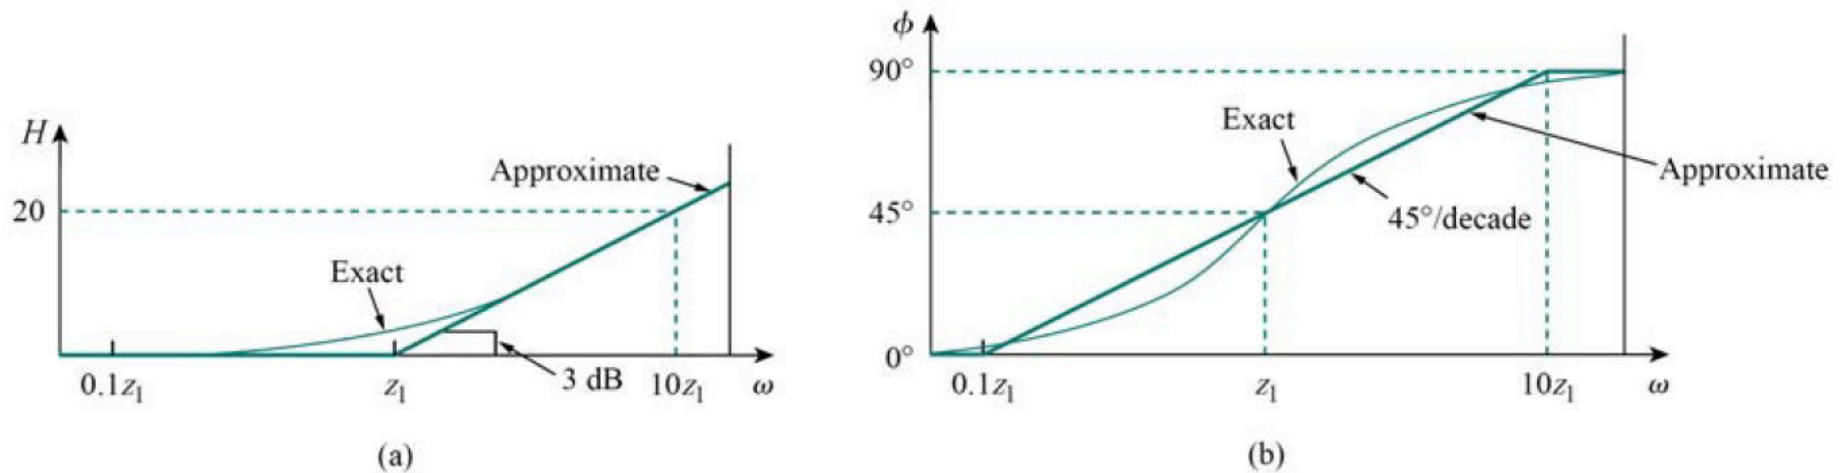 H
20
Approximate
Exact
3 dB
0.1z₁
z₁
10z₁
ω
(a)
ϕ
90°
45°
0°
Exact
Approximate
45°/decade
0.1z₁
z₁
10z₁
ω
(b)